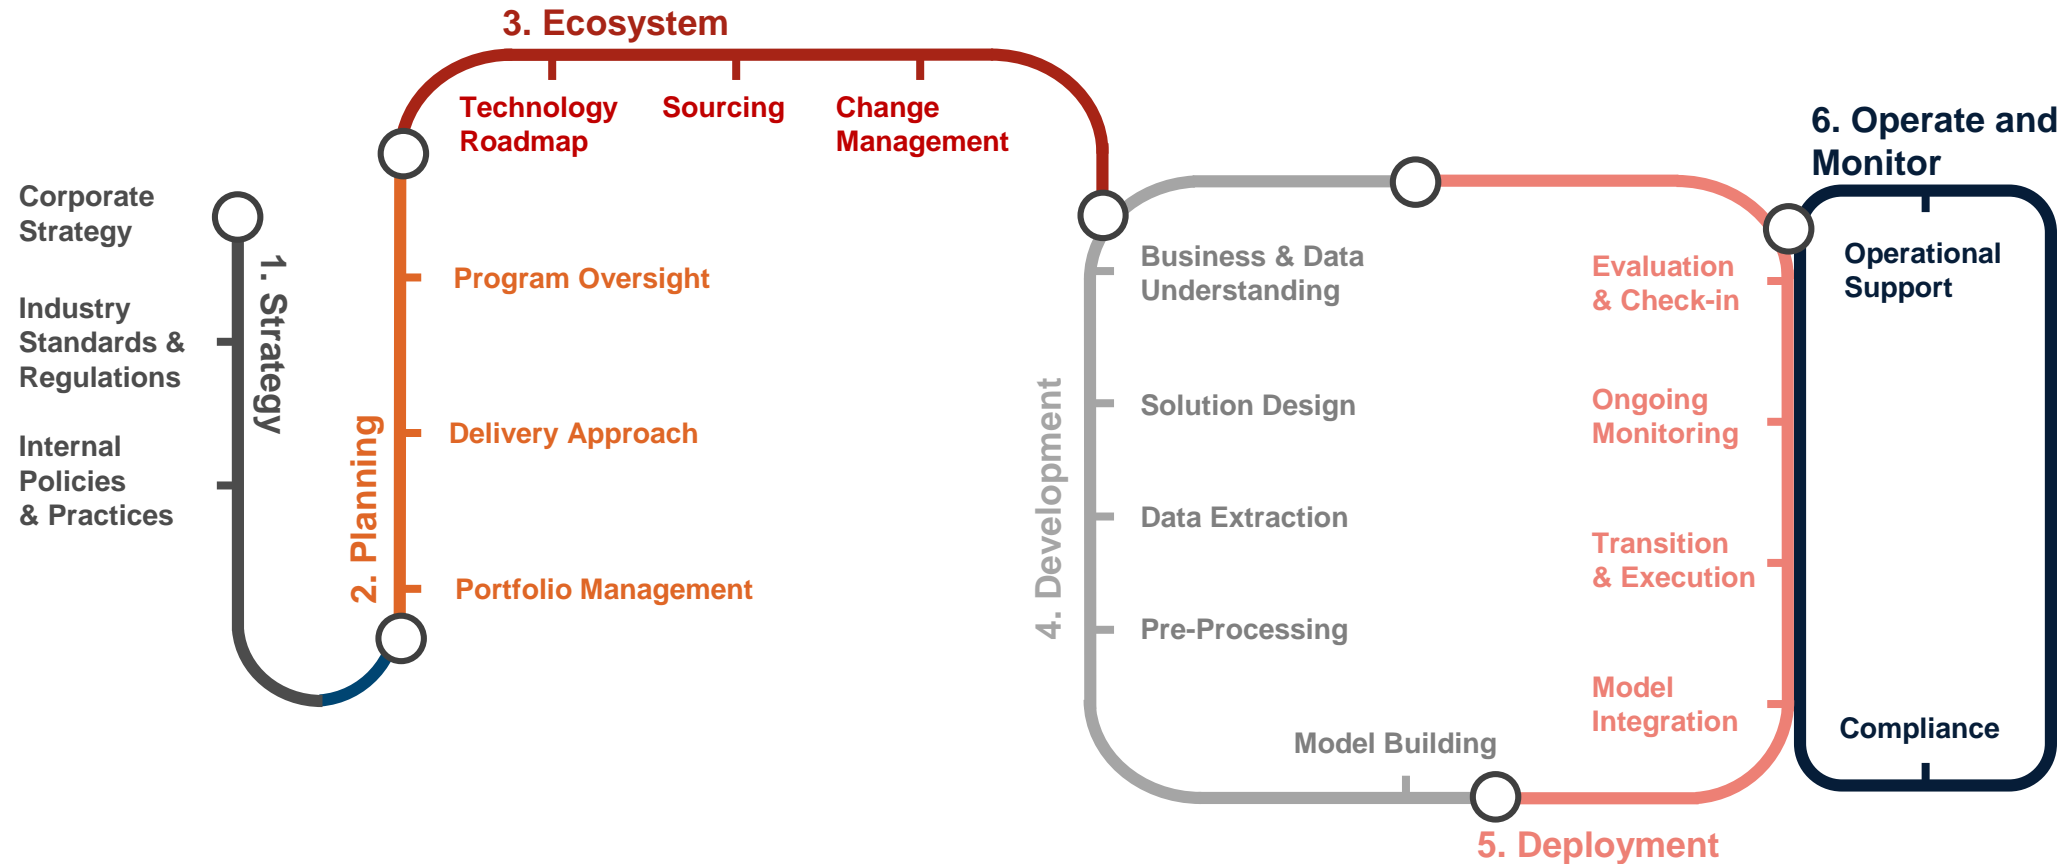 3. Ecosystem
Technology
Roadmap
Sourcing
Change
Management
6. Operate and
Monitor
Corporate
Strategy
Industry
Standards &
Regulations
Internal
Policies
& Practices
1. Strategy
2. Planning
Program Oversight
Delivery Approach
Portfolio Management
4. Development
Business & Data
Understanding
Solution Design
Data Extraction
Pre-Processing
Model Building
Evaluation
& Check-in
Ongoing
Monitoring
Transition
& Execution
Model
Integration
5. Deployment
Operational
Support
Compliance